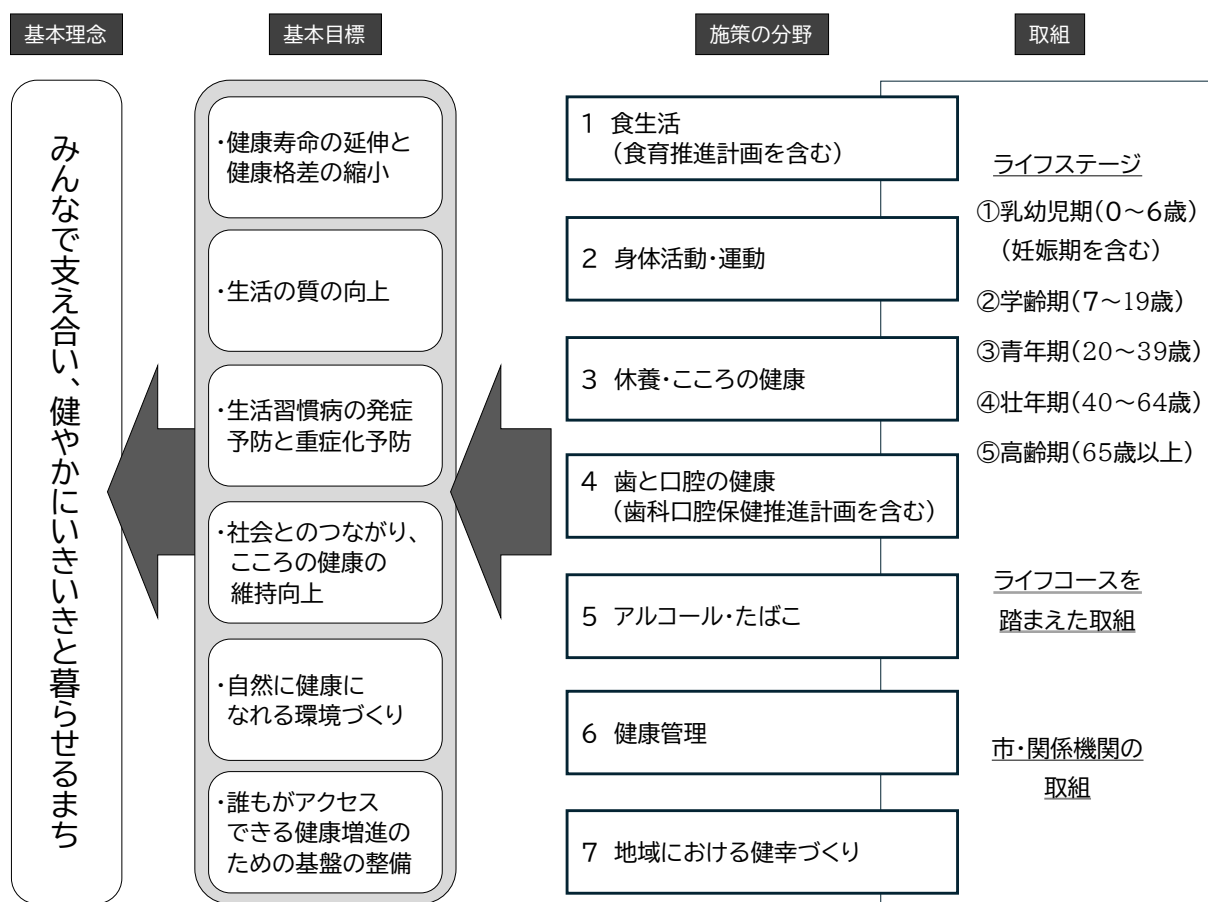 基本理念
基本目標
施策の分野
取組
みんなで支え合い、健やかにいきいきと暮らせるまち
・健康寿命の延伸と
健康格差の縮小
・生活の質の向上
・生活習慣病の発症
予防と重症化予防
・社会とのつながり、
こころの健康の
維持向上
・自然に健康に
なれる環境づくり
・誰もがアクセス
できる健康増進の
ための基盤の整備
1 食生活
(食育推進計画を含む)
2 身体活動・運動
3 休養・こころの健康
4 歯と口腔の健康
(歯科口腔保健推進計画を含む)
5 アルコール・たばこ
6 健康管理
7 地域における健幸づくり
ライフステージ
①乳幼児期(0～6歳)
(妊娠期を含む)
②学齢期(7～19歳)
③青年期(20～39歳)
④壮年期(40～64歳)
⑤高齢期(65歳以上)
ライフコースを
踏まえた取組
市・関係機関の
取組